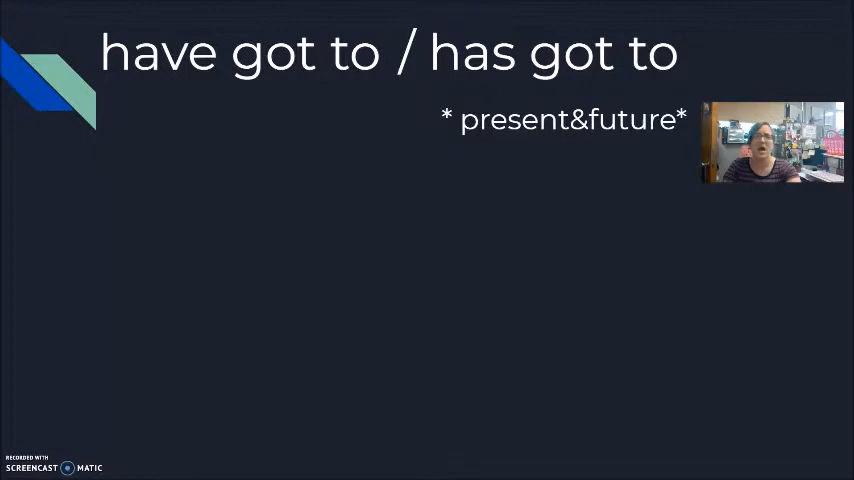 have got to / has got to
* present&future*
RECORDED WITH
SCREENCAST MATIC